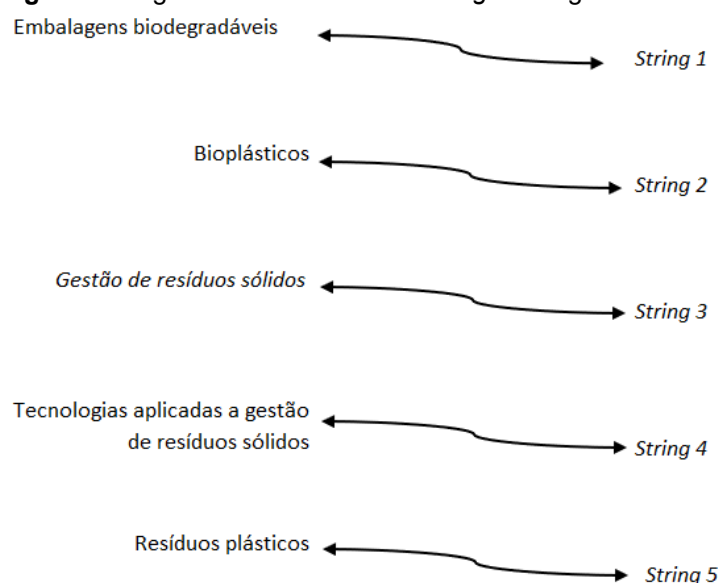 Embalagens biodegradáveis
String 1
Bioplásticos
String 2
Gestão de resíduos sólidos
String 3
Tecnologias aplicadas a gestão
de resíduos sólidos
String 4
Resíduos plásticos
String 5